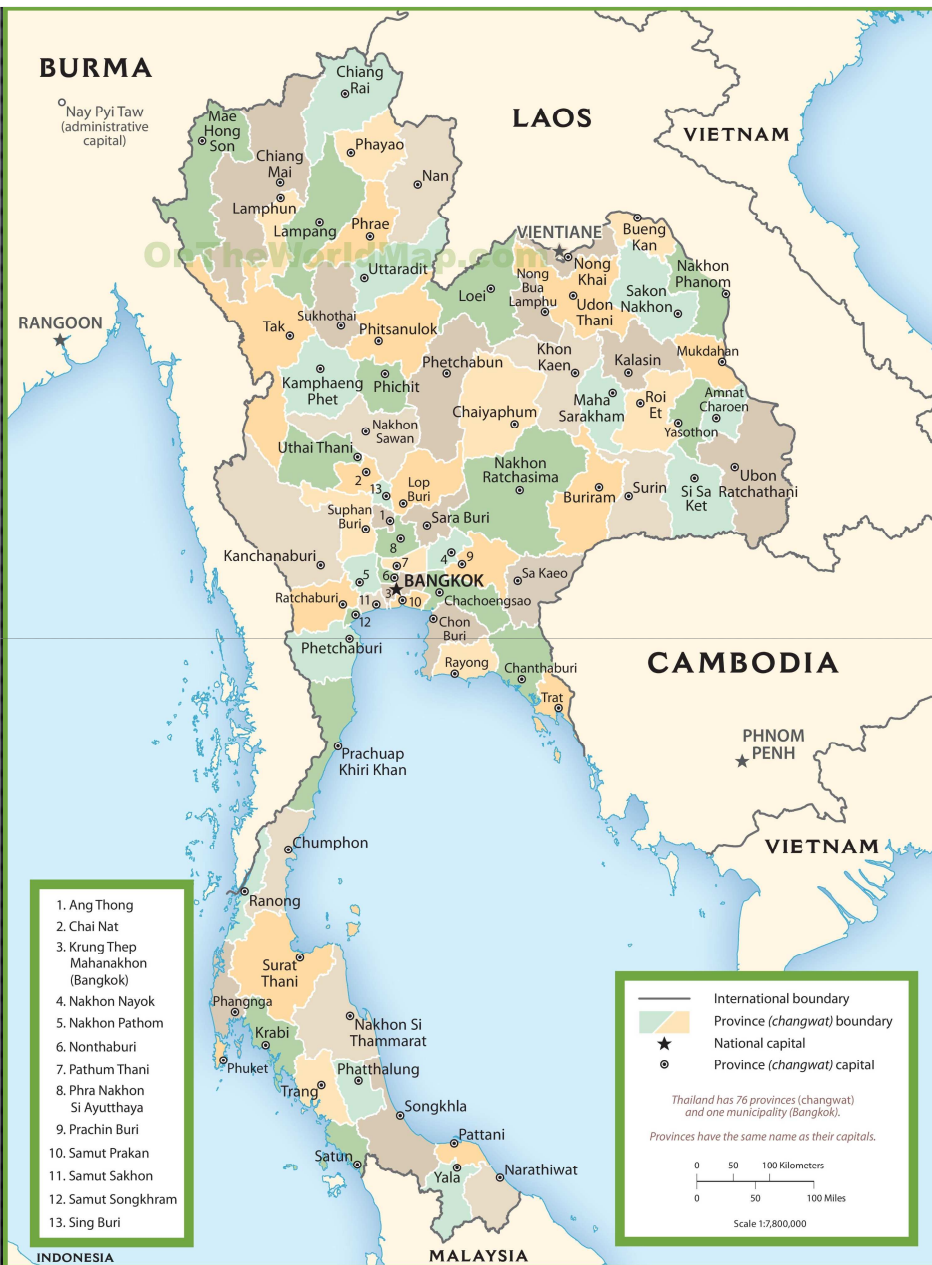 BURMA
Nay Pyi Taw
(administrative
capital)
Chiang
Rai
LAOS
VIETNAM
Mae
Hong
Son
Phayao
Chiang
Mai
Nan
Lamphun
Lampang
Phrae
OnTheWorldMap.com
VIENTIANE
Bueng
Kan
Uttaradit
Loei
Nong
Bua
Lamphu
Nong
Khai
Udon
Thani
Sakon
Nakhon
Nakhon
Phanom
RANGOON
Tak
Sukhothai
Phitsanulok
Phetchabun
Khon
Kaen
Kalasin
Mukdahan
Kamphaeng
Phet
Phichit
Chaiyaphum
Maha
Sarakham
Roi
Et
Amnat
Charoen
Yasothon
Nakhon
Sawan
Uthai Thani
2
13
Lop
Buri
Nakhon
Ratchasima
Buriram
Surin
Si Sa
Ket
Ubon
Ratchathani
Suphan
Buri
1
Sara Buri
8
Kanchanaburi
7
4
9
5
6
BANGKOK
Sa Kaeo
Ratchaburi
11
3
10
Chachoengsao
12
Chon
Buri
Phetchaburi
Rayong
Chanthaburi
CAMBODIA
Trat
PHNOM
PENH
Prachuap
Khiri Khan
Chumphon
VIETNAM
Ranong
Surat
Thani
Phangnga
Krabi
Nakhon Si
Thammarat
Phuket
Phatthalung
Trang
Songkhla
Pattani
Satun
Yala
Narathiwat
1. Ang Thong
2. Chai Nat
3. Krung Thep
Mahanakhon
(Bangkok)
4. Nakhon Nayok
5. Nakhon Pathom
6. Nonthaburi
7. Pathum Thani
8. Phra Nakhon
Si Ayutthaya
9. Prachin Buri
10. Samut Prakan
11. Samut Sakhon
12. Samut Songkhram
13. Sing Buri
International boundary
Province (changwat) boundary
National capital
Province (changwat) capital
Thailand has 76 provinces (changwat)
and one municipality (Bangkok).
Provinces have the same name as their capitals.
0 50 100 Kilometers
0 50 100 Miles
Scale 1:7,800,000
INDONESIA
MALAYSIA